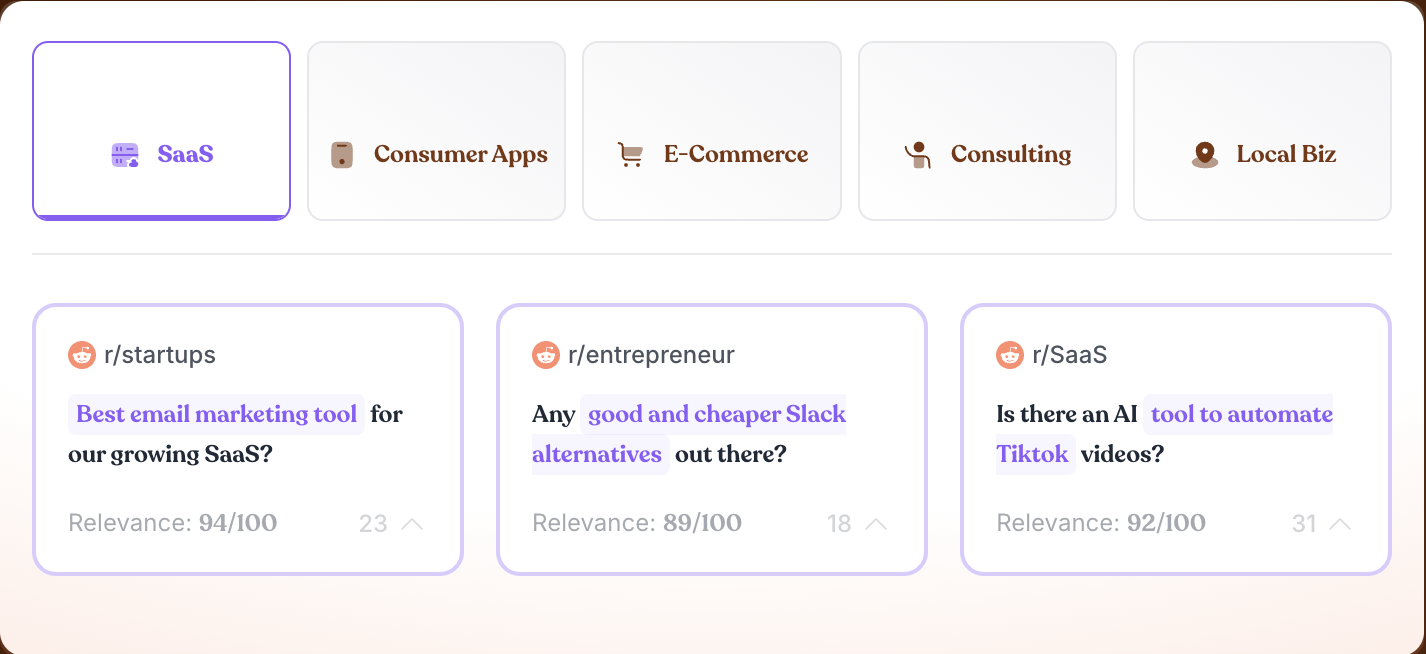 SaaS
Consumer Apps
E-Commerce
Consulting
Local Biz
r/startups
Best email marketing tool for
our growing SaaS?
Relevance: 94/100
23
r/entrepreneur
Any good and cheaper Slack
alternatives out there?
Relevance: 89/100
18
r/SaaS
Is there an AI tool to automate
Tiktok videos?
Relevance: 92/100
31